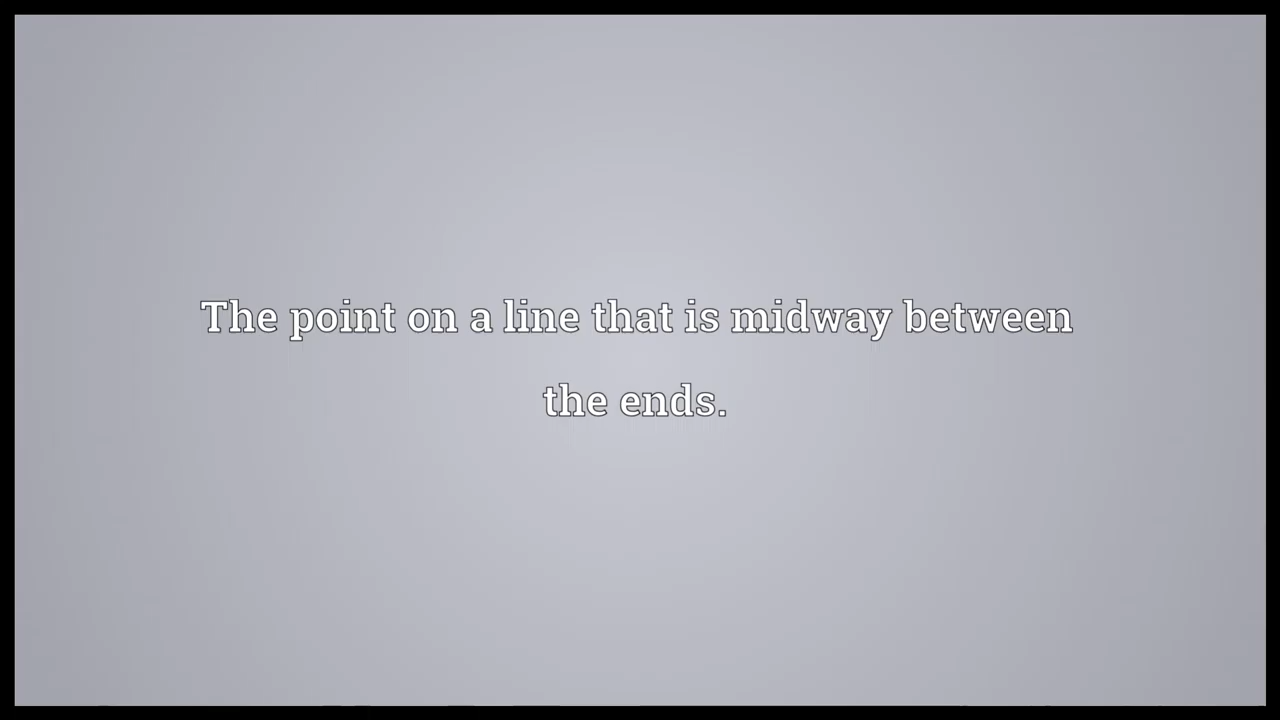 The point on a line that is midway between
the ends.